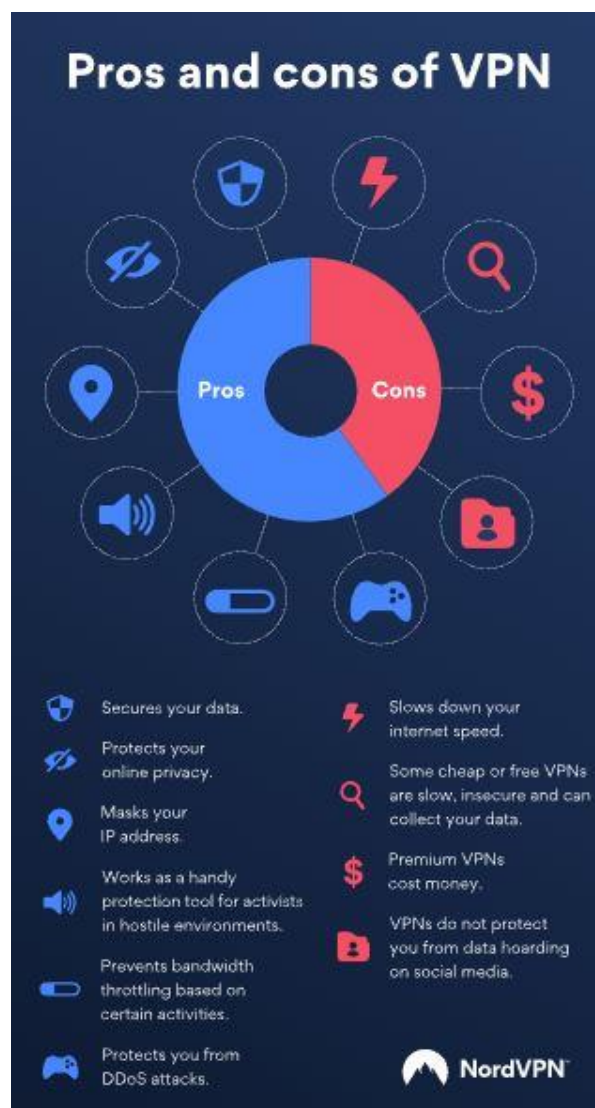 Pros and cons of VPN
Pros
Cons
Secures your data.
Protects your
online privacy.
Masks your
IP address.
Works as a handy
protection tool for activists
in hostile environments.
Prevents bandwidth
throttling based on
certain activities.
Protects you from
DDoS attacks.
Slows down your
internet speed.
Some cheap or free VPNs
are slow, insecure and can
collect your data.
$ Premium VPNs
cost money.
VPNs do not protect
you from data hoarding
on social media.
NordVPN